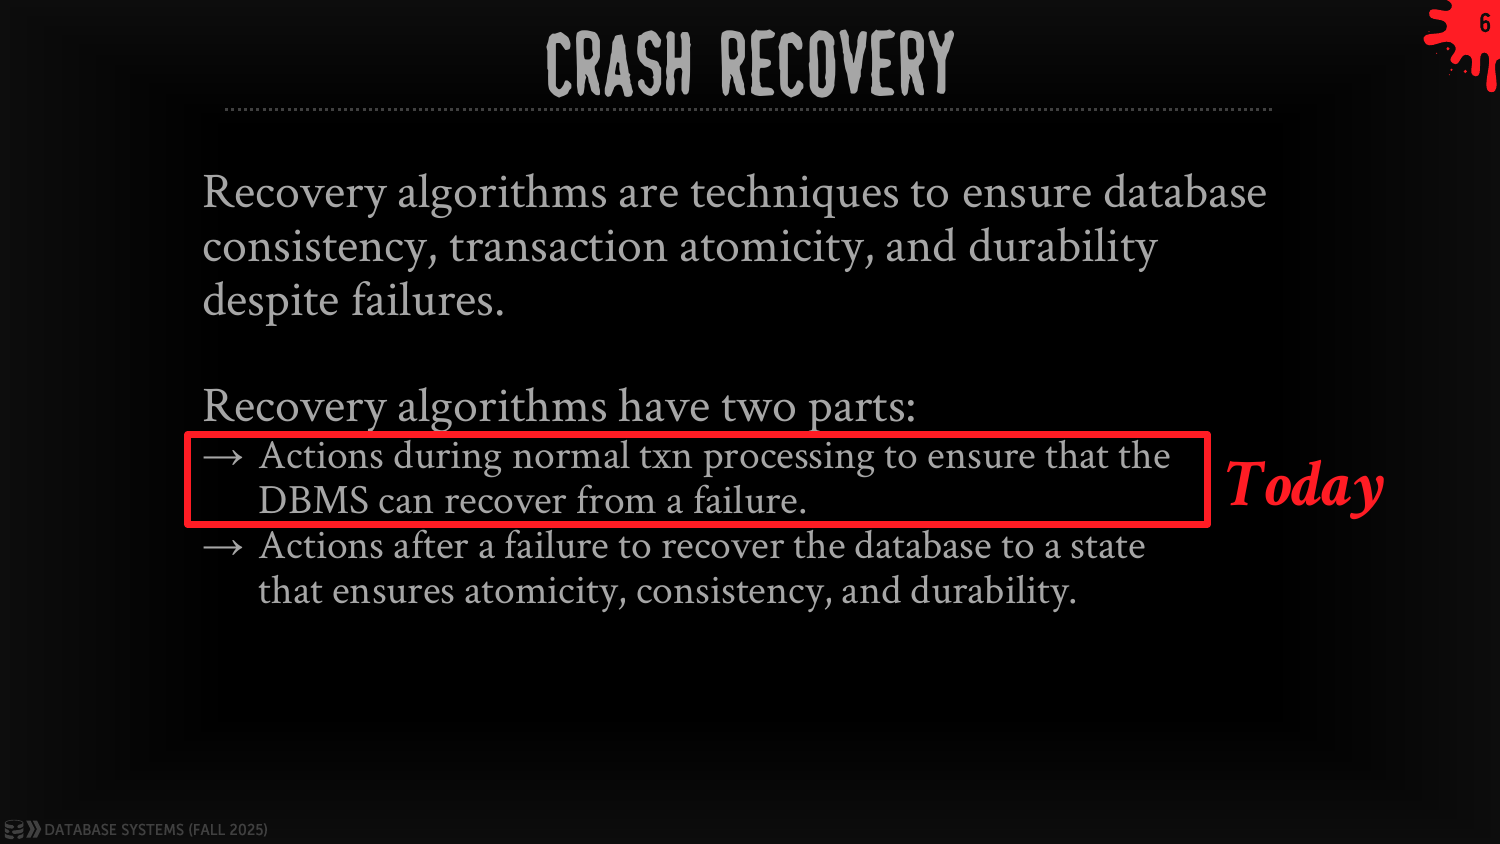 6
CRASH RECOVERY
Recovery algorithms are techniques to ensure database
consistency, transaction atomicity, and durability
despite failures.
Recovery algorithms have two parts:
→ Actions during normal txn processing to ensure that the
DBMS can recover from a failure.
Today
→ Actions after a failure to recover the database to a state
that ensures atomicity, consistency, and durability.
DATABASE SYSTEMS (FALL 2025)